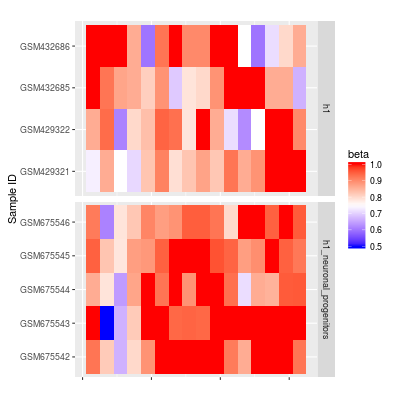 GSM432686
GSM432685
GSM429322
GSM429321
h1
GSM675546
GSM675545
GSM675544
GSM675543
GSM675542
h1_neuronal_progenitors
Sample ID
beta
1.0
0.9
0.8
0.7
0.6
0.5